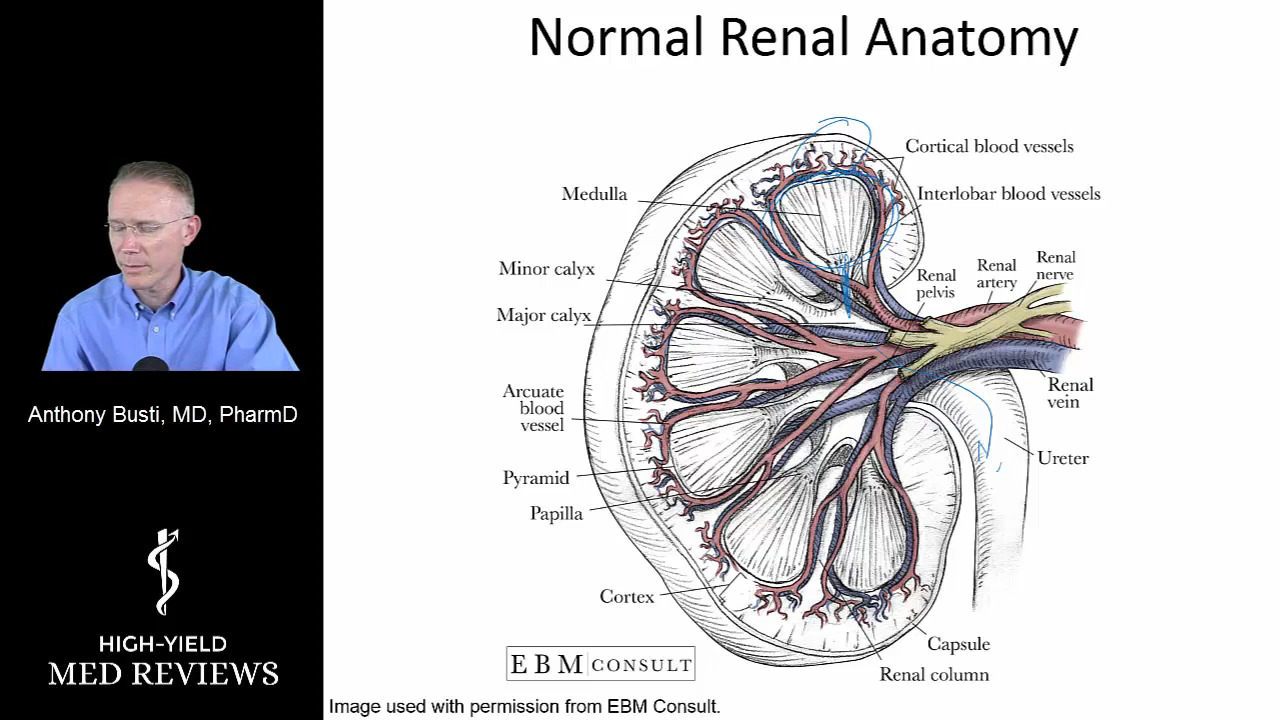 Normal Renal Anatomy
Cortical blood vessels
Medulla
Interlobar blood vessels
Minor calyx
Renal
pelvis
Renal
artery
Renal
nerve
Major calyx
Arcuate
blood
vessel
Renal
vein
Ureter
Pyramid
Papilla
Cortex
Capsule
Renal column
EBM CONSULT
Image used with permission from EBM Consult.
Anthony Busti, MD, PharmD
HIGH-YIELD
MED REVIEWS